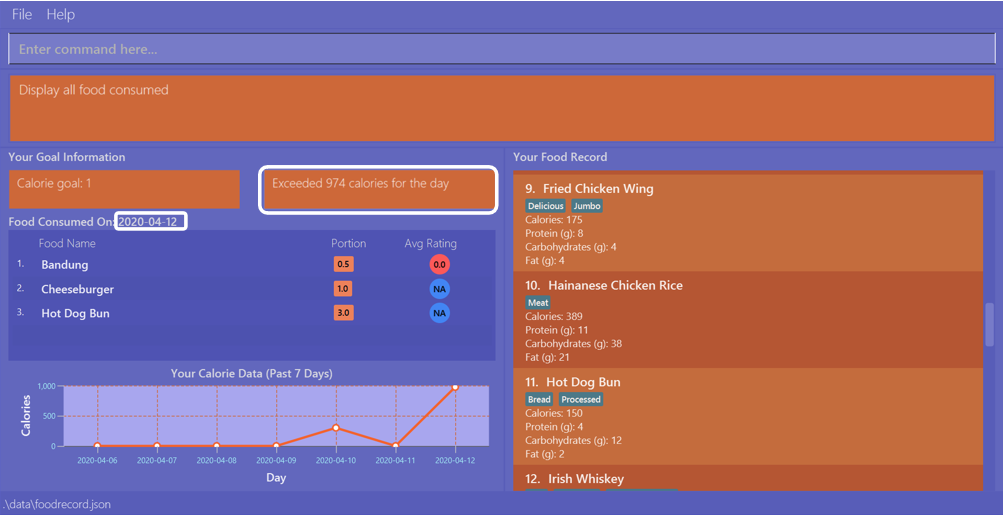 File Help
Enter command here...
Display all food consumed
Your Goal Information
Calorie goal: 1
Exceeded 974 calories for the day
Food Consumed On: 2020-04-12
Food Name Portion Avg Rating
1. Bandung 0.5 0.0
2. Cheeseburger 1.0 NA
3. Hot Dog Bun 3.0 NA
Your Calorie Data (Past 7 Days)
Calories
1,000
500
0
2020-04-06 2020-04-07 2020-04-08 2020-04-09 2020-04-10 2020-04-11 2020-04-12
Day
Your Food Record
9. Fried Chicken Wing
Delicious Jumbo
Calories: 175
Protein (g): 8
Carbohydrates (g): 4
Fat (g): 4
10. Hainanese Chicken Rice
Meat
Calories: 389
Protein (g): 11
Carbohydrates (g): 38
Fat (g): 21
11. Hot Dog Bun
Bread Processed
Calories: 150
Protein (g): 4
Carbohydrates (g): 12
Fat (g): 2
12. Irish Whiskey
.\data\foodrecord.json